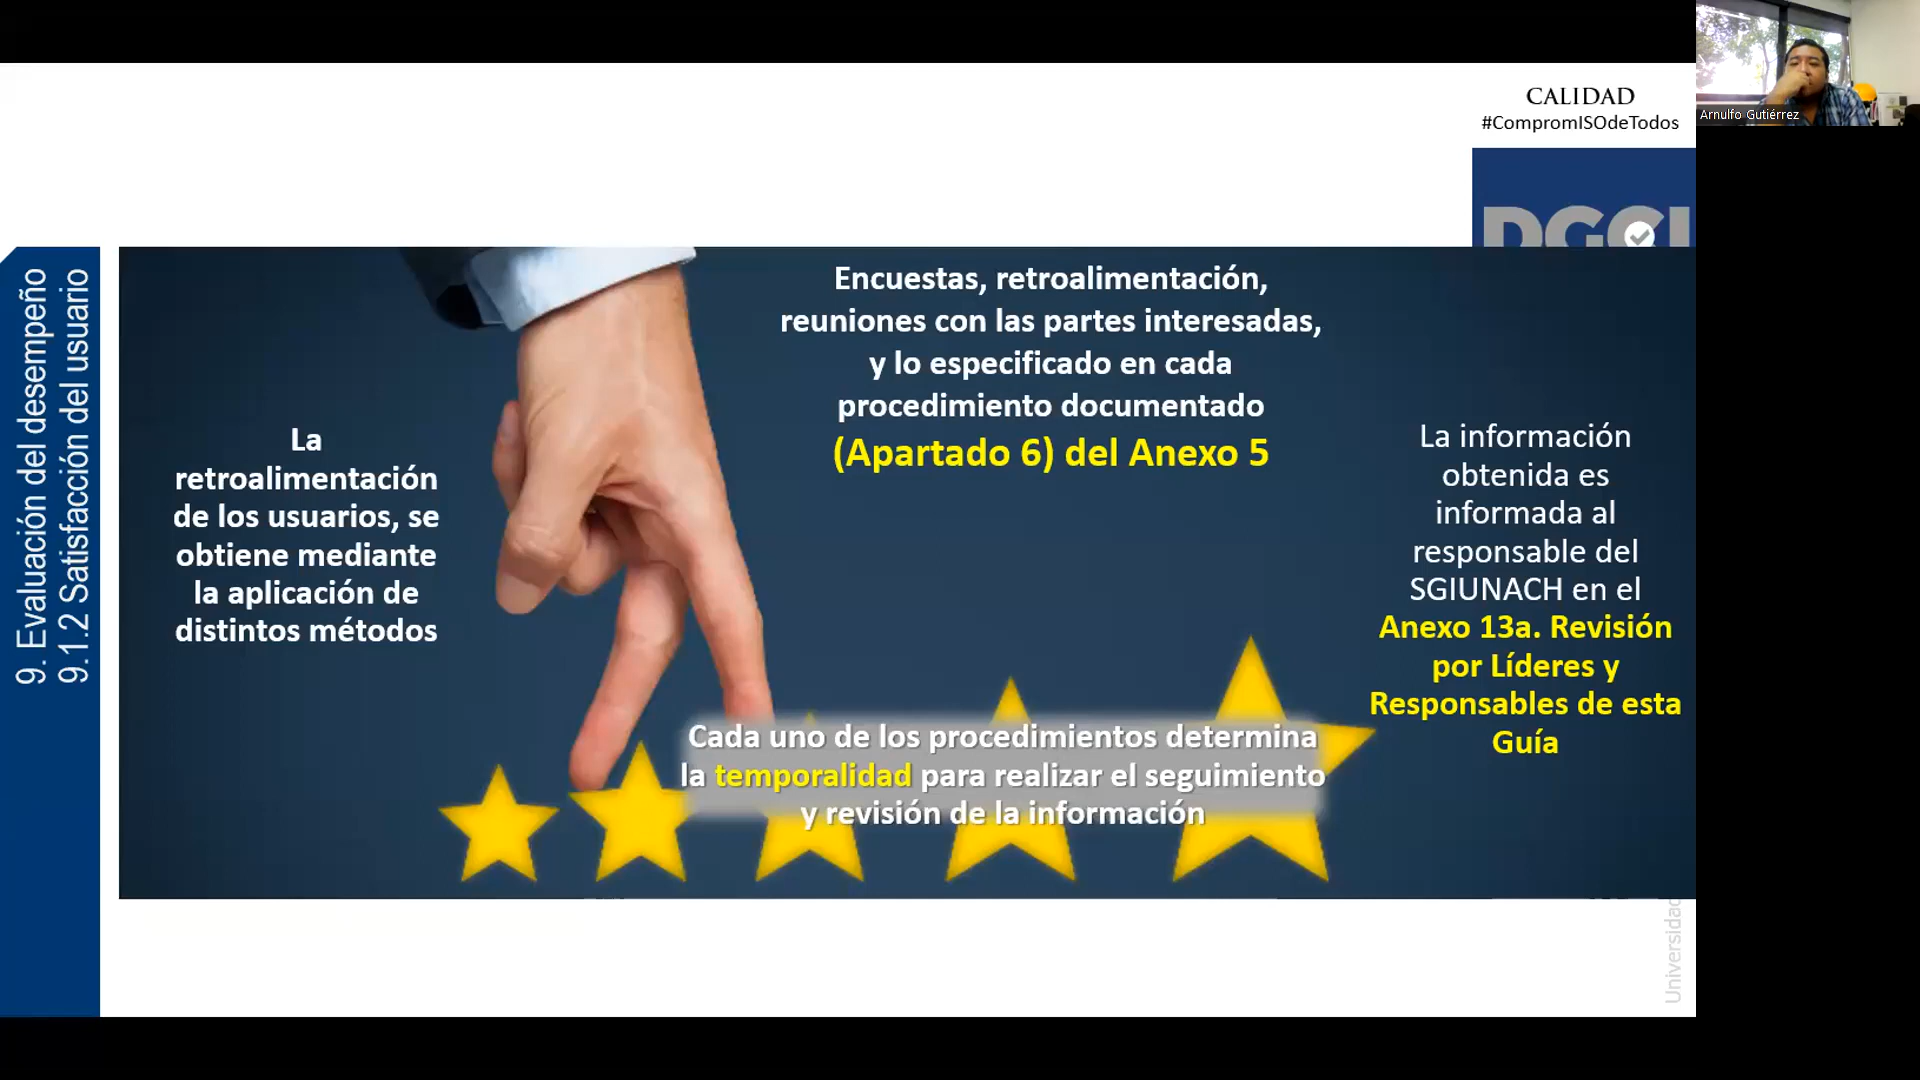 CALIDAD
#CompromISOdeTodos
Arnulfo Gutiérrez
DGCI
9. Evaluación del desempeño
9.1.2 Satisfacción del usuario
La
retroalimentación
de los usuarios, se
obtiene mediante
la aplicación de
distintos métodos
Encuestas, retroalimentación,
reuniones con las partes interesadas,
y lo especificado en cada
procedimiento documentado
(Apartado 6) del Anexo 5
La información
obtenida es
informada al
responsable del
SGIUNACH en el
Anexo 13a. Revisión
por Líderes y
Responsables de esta
Guía
Cada uno de los procedimientos determina
la temporalidad para realizar el seguimiento
y revisión de la información
Universidad